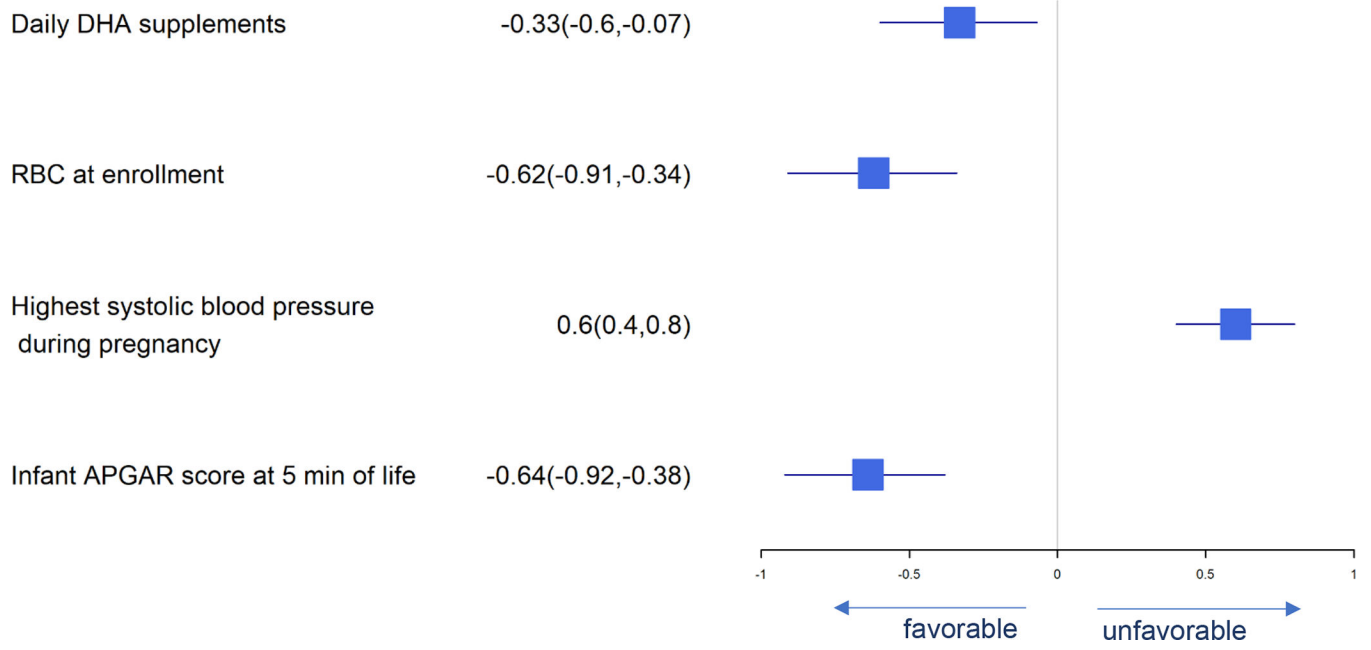 Daily DHA supplements -0.33(-0.6,-0.07)
RBC at enrollment -0.62(-0.91,-0.34)
Highest systolic blood pressure
during pregnancy 0.6(0.4,0.8)
Infant APGAR score at 5 min of life -0.64(-0.92,-0.38)
-1 -0.5 0 0.5 1
favorable unfavorable